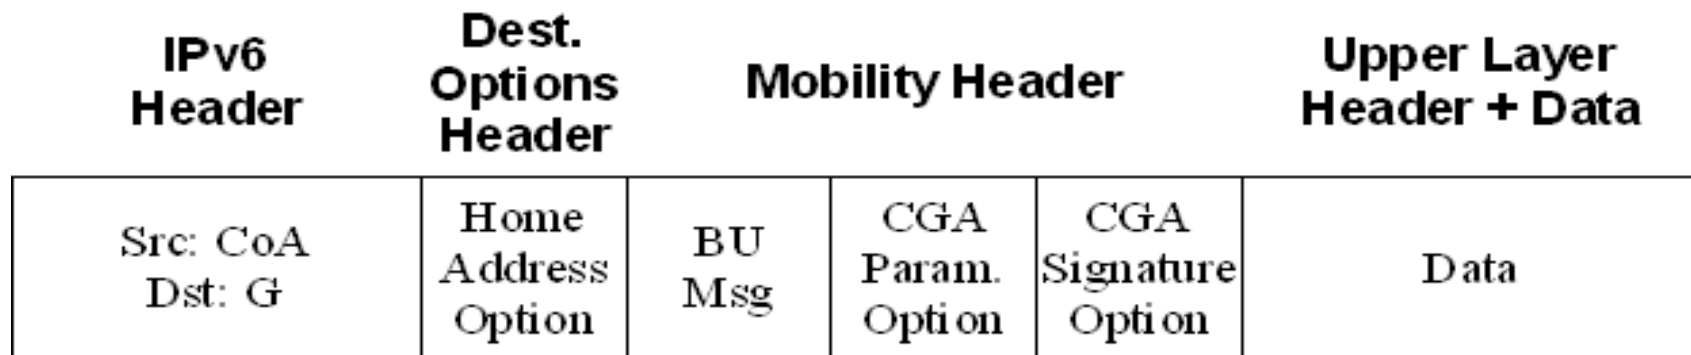 IPv6
Header
Dest.
Options
Header
Mobility Header
Upper Layer
Header + Data
Src: CoA
Dst: G
Home
Address
Option
BU
Msg
CGA
Param.
Option
CGA
Signature
Option
Data